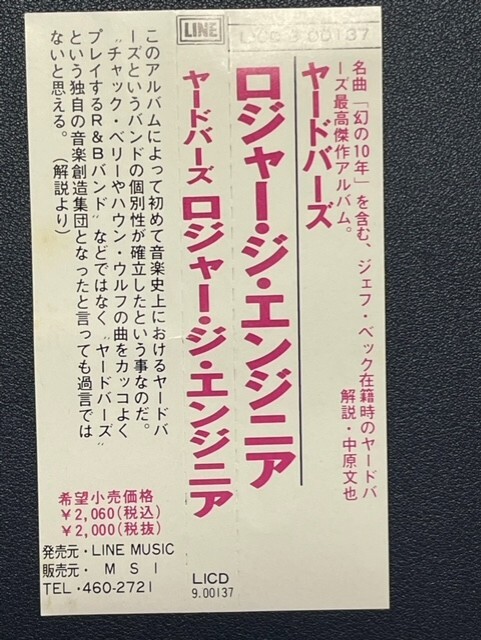 LINE
LICD 9.00137
名曲「幻の10年」を含む、ジェフ・ベック在籍時のヤードバ
ーズ最高傑作アルバム。
解説・中原文也
ヤードバーズ
ロジャー・ジ・エンジニア
ヤードバーズ ロジャー・ジ・エンジニア
LICD
9.00137
このアルバムによって初めて音楽史上におけるヤードバ
ーズというバンドの個別性が確立したという事なのだ。
“チャック・ベリーやハウン・ウルフの曲をカッコよく
プレイするR&Bバンド”などではなく“ヤードバーズ”
という独自の音楽創造集団となったと言っても過言では
ないと思える。　（解説より）
希望小売価格
￥2,060(税込)
￥2,000(税抜)
発売元・LINE MUSIC
販売元・M S I
TEL・460-2721